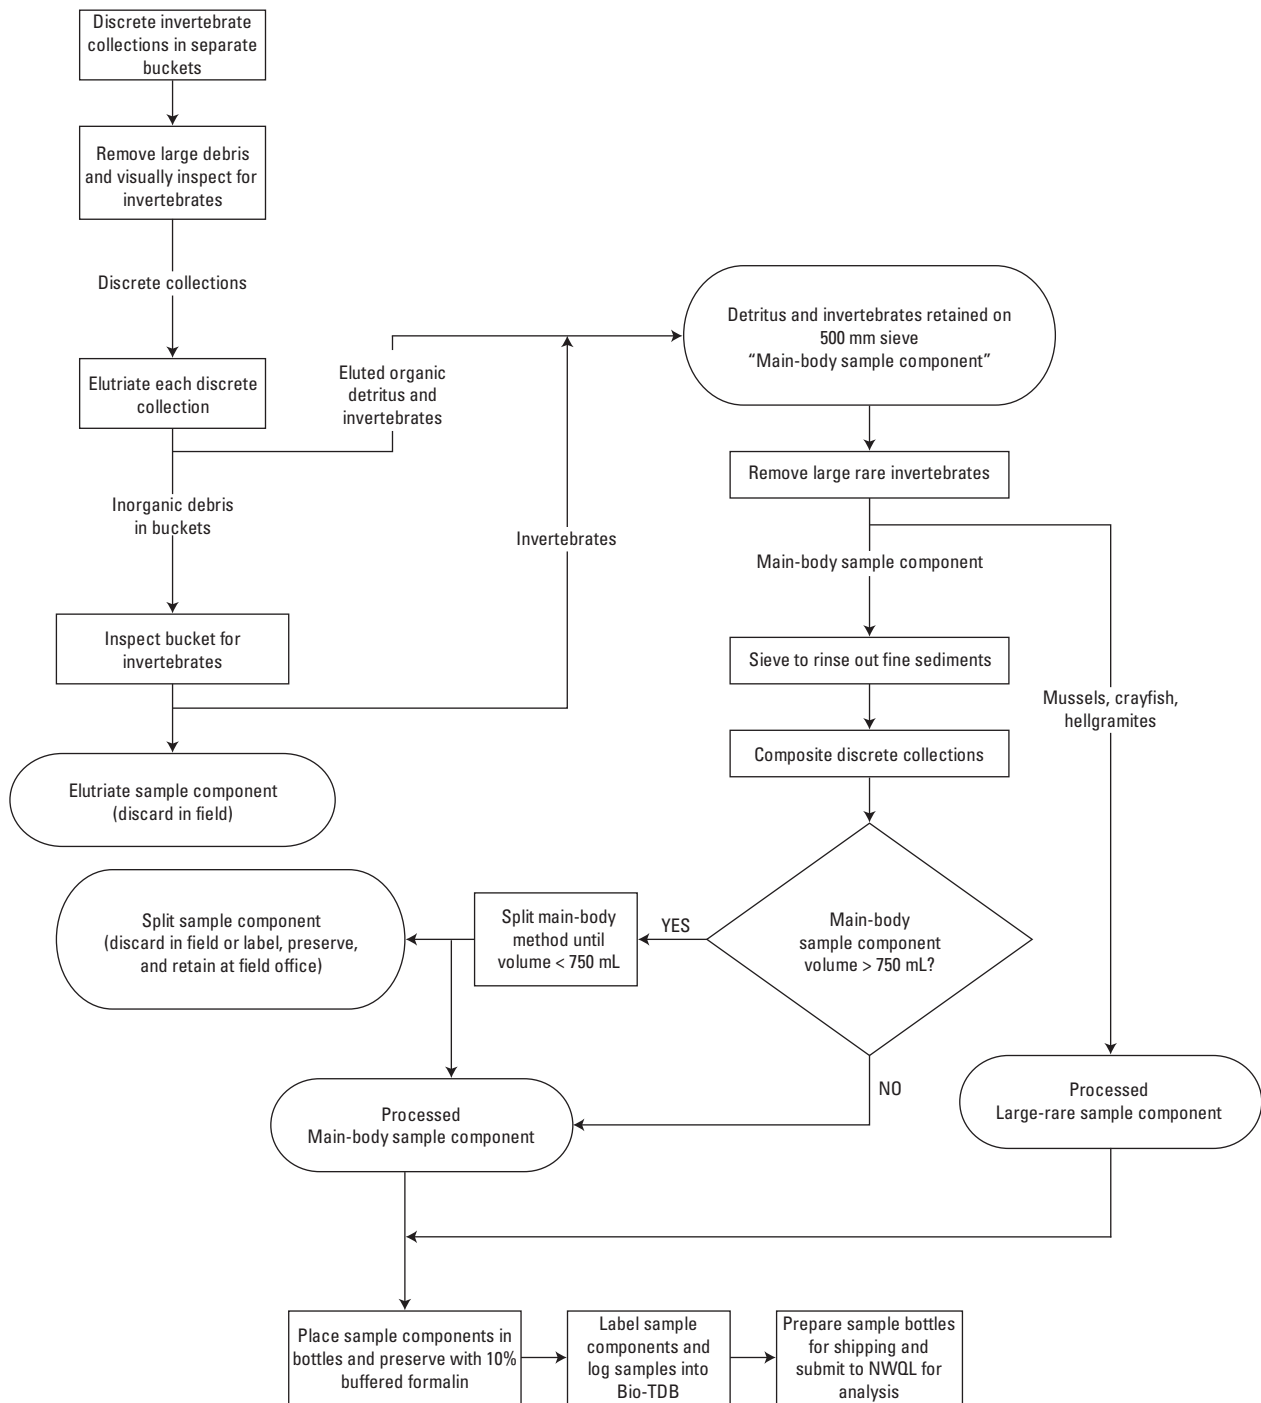 Discrete invertebrate
collections in separate
buckets
Remove large debris
and visually inspect for
invertebrates
Discrete collections
Elutriate each discrete
collection
Eluted organic
detritus and
invertebrates
Inorganic debris
in buckets
Invertebrates
Inspect bucket for
invertebrates
Elutriate sample component
(discard in field)
Detritus and invertebrates retained on
500 mm sieve
“Main-body sample component”
Remove large rare invertebrates
Main-body sample component
Sieve to rinse out fine sediments
Mussels, crayfish,
hellgramites
Composite discrete collections
Main-body
sample component
volume > 750 mL?
YES
Split main-body
method until
volume < 750 mL
Split sample component
(discard in field or label, preserve,
and retain at field office)
NO
Processed
Main-body sample component
Processed
Large-rare sample component
Place sample components in
bottles and preserve with 10%
buffered formalin
Label sample
components and
log samples into
Bio-TDB
Prepare sample bottles
for shipping and
submit to NWQL for
analysis